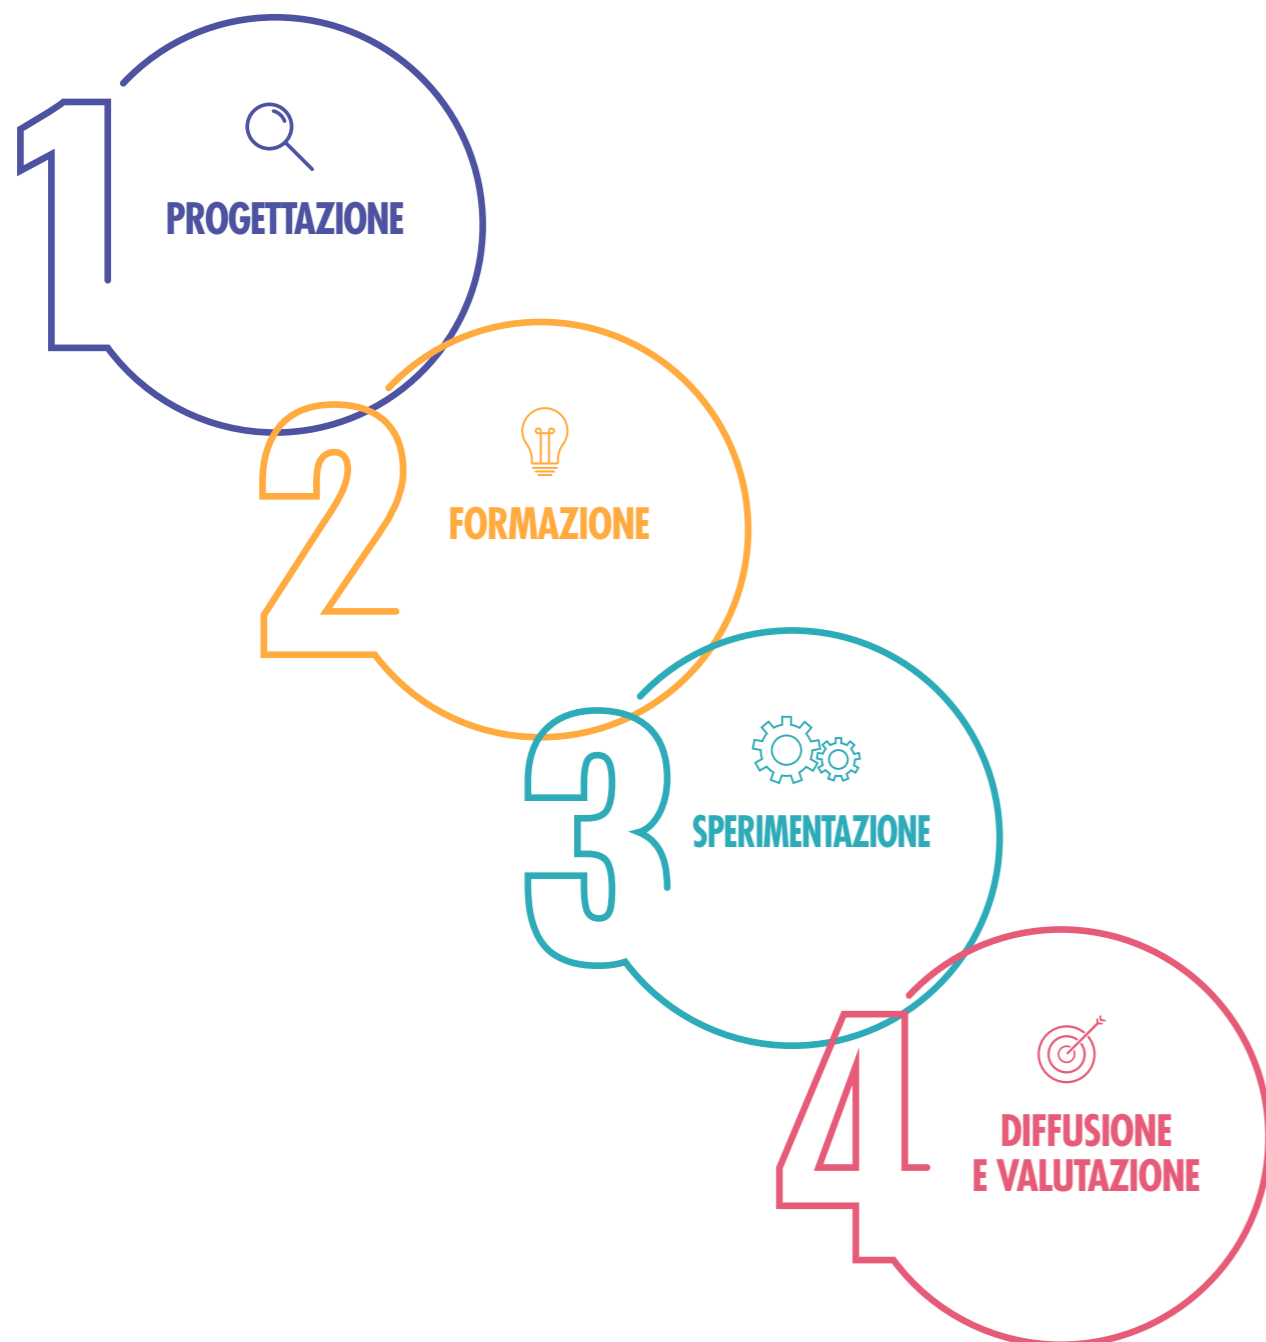 1
PROGETTAZIONE
2
FORMAZIONE
3
SPERIMENTAZIONE
4
DIFFUSIONE
E VALUTAZIONE